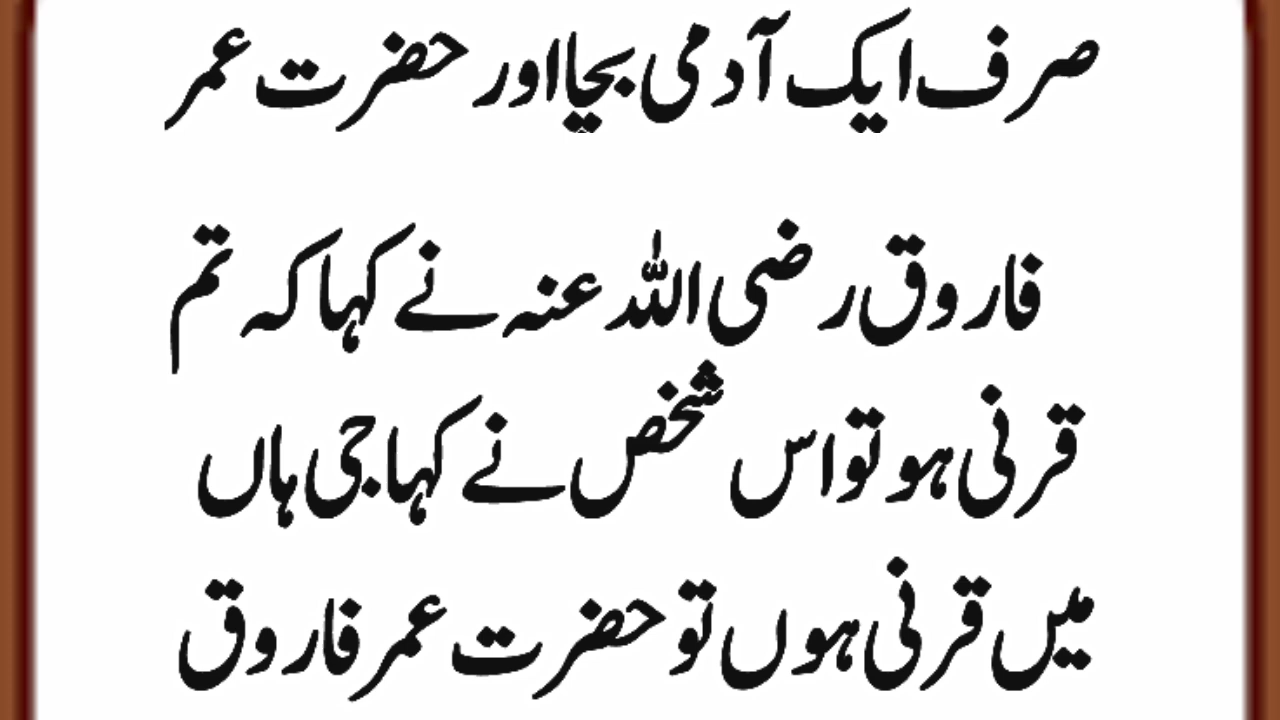 صرف ایک آدمی بچا اور حضرت عمر
فاروق رضی اللہ عنہ نے کہا کہ تم
قرنی ہو تو اس شخص نے کہا جی ہاں
میں قرنی ہوں تو حضرت عمر فاروق